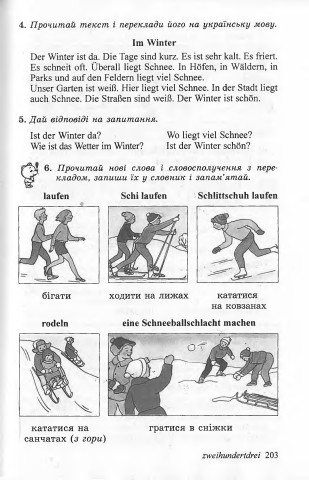 4. Прочитай текст і переклади його на українську мову.
Im Winter
Der Winter ist da. Die Tage sind kurz. Es ist sehr kalt. Es friert.
Es schneit oft. Überall liegt Schnee. In Höfen, in Wäldern, in
Parks und auf den Feldern liegt viel Schnee.
Unser Garten ist weiß. Hier liegt viel Schnee. In der Stadt liegt
auch Schnee. Die Straßen sind weiß. Der Winter ist schön.
5. Дай відповіді на запитання.
Ist der Winter da? Wo liegt viel Schnee?
Wie ist das Wetter im Winter? Ist der Winter schön?
6. Прочитай нові слова і словосполучення з пере-
кладом, запиши їх у словник і запам'ятай.
laufen Schi laufen Schlittschuh laufen
бігати ходити на лижах кататися
на ковзанах
rodeln eine Schneeballschlacht machen
кататися на гратися в сніжки
санчатах (з гори)
zweihundertdrei 203